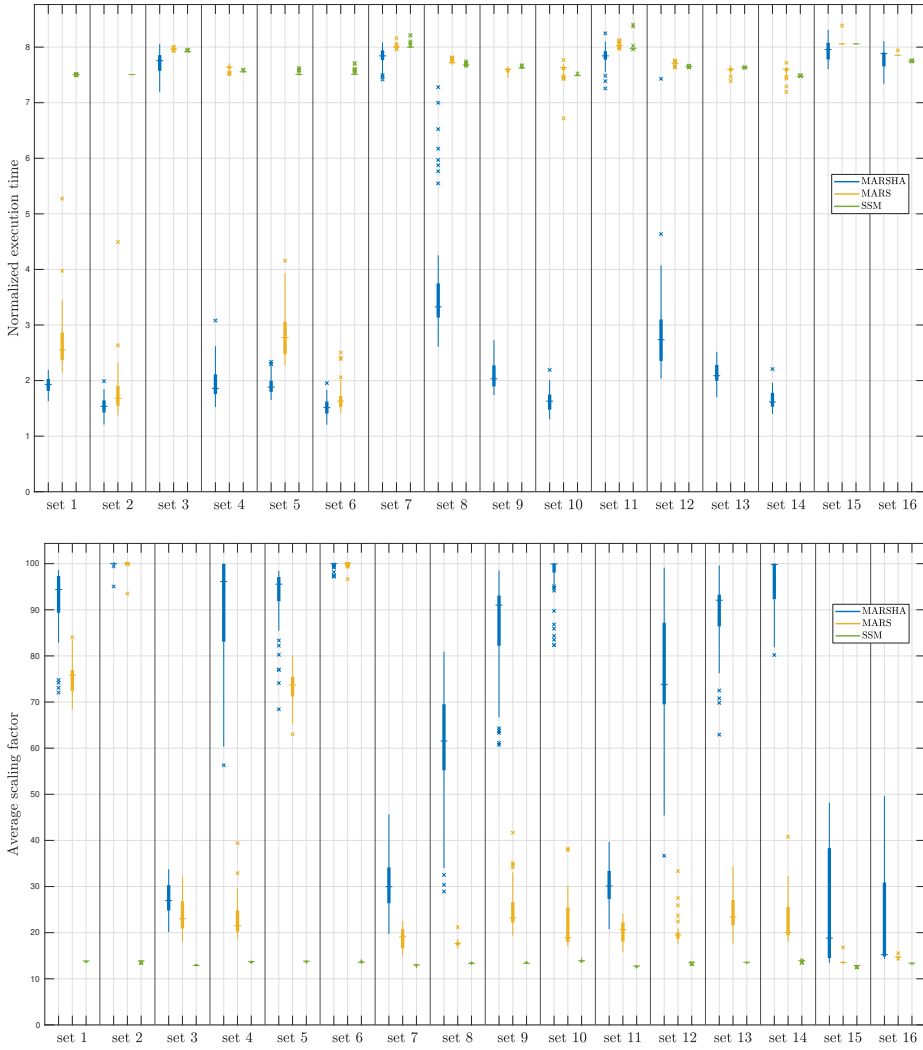 8
7
6
5
4
3
2
1
0
Normalized execution time
MARSHA
MARS
SSM
set 1 set 2 set 3 set 4 set 5 set 6 set 7 set 8 set 9 set 10 set 11 set 12 set 13 set 14 set 15 set 16
100
90
80
70
60
50
40
30
20
10
0
Average scaling factor
MARSHA
MARS
SSM
set 1 set 2 set 3 set 4 set 5 set 6 set 7 set 8 set 9 set 10 set 11 set 12 set 13 set 14 set 15 set 16